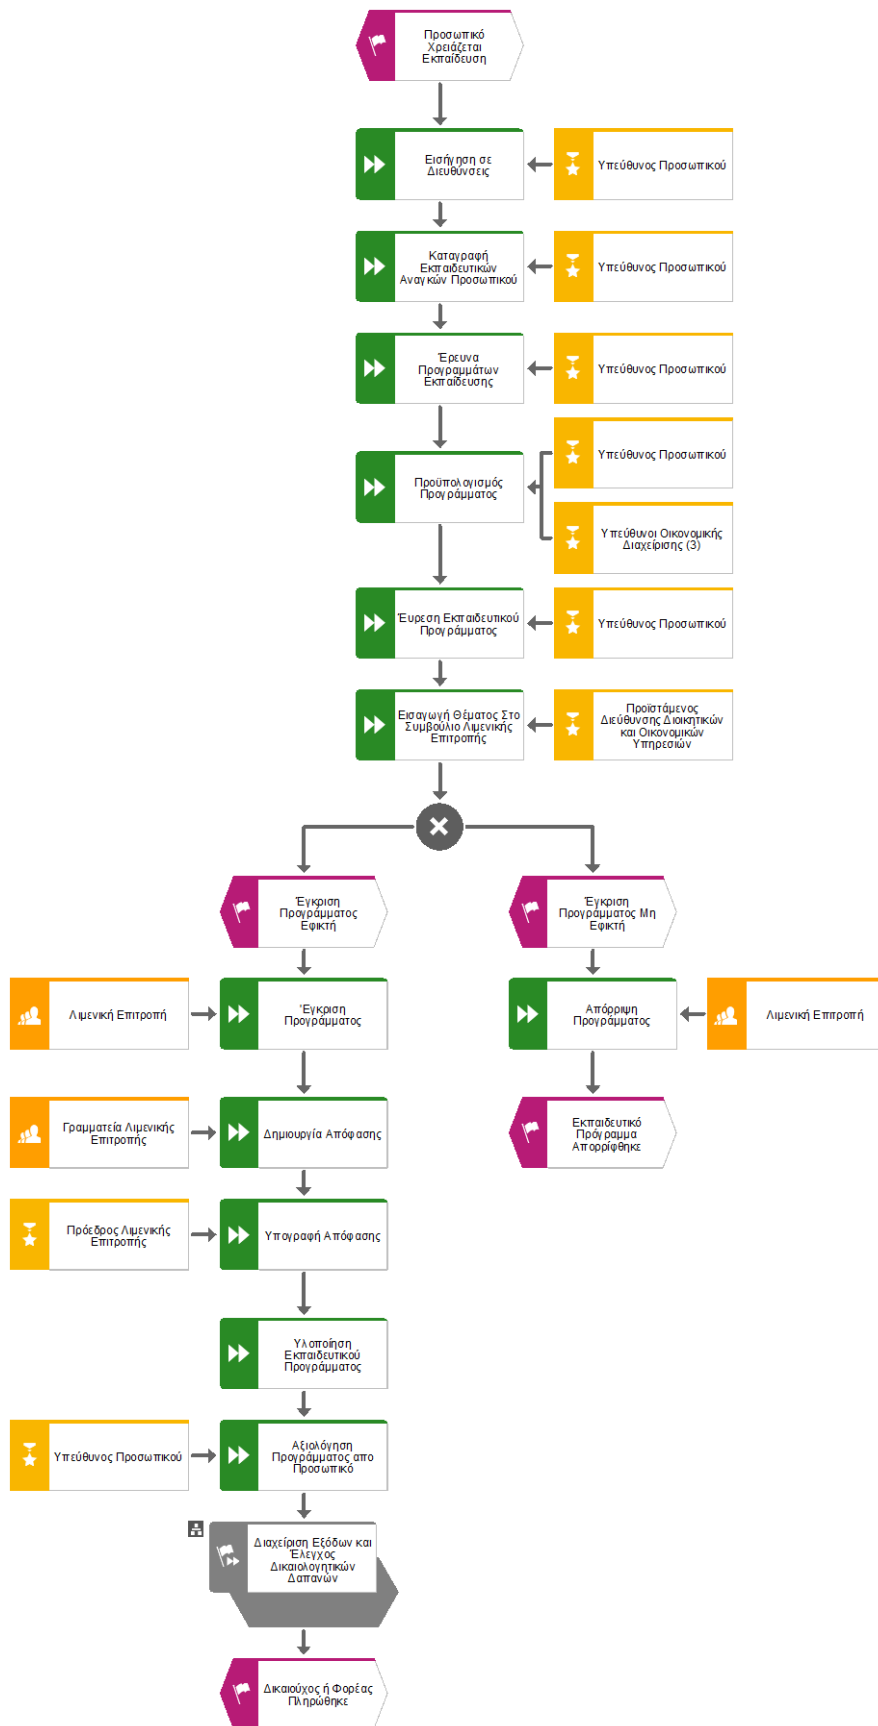 Προσωπικό
Χρειάζεται
Εκπαίδευση
Εισήγηση σε
Διευθύνσεις
Υπεύθυνος Προσωπικού
Καταγραφή
Εκπαιδευτικών
Αναγκών Προσωπικού
Υπεύθυνος Προσωπικού
Έρευνα
Προγραμμάτων
Εκπαίδευσης
Υπεύθυνος Προσωπικού
Προϋπολογισμός
Προγράμματος
Υπεύθυνος Προσωπικού
Υπεύθυνοι Οικονομικής
Διαχείρισης (3)
Έυρεση Εκπαιδευτικού
Προγράμματος
Υπεύθυνος Προσωπικού
Εισαγωγή Θέματος Στο
Συμβούλιο Λιμενικής
Επιτροπής
Προϊστάμενος
Διεύθυνσης Διοικητικών
και Οικονομικών
Υπηρεσιών
Έγκριση
Προγράμματος
Εφικτή
Έγκριση
Προγράμματος Μη
Εφικτή
Λιμενική Επιτροπή
Έγκριση
Προγράμματος
Απόρριψη
Προγράμματος
Λιμενική Επιτροπή
Γραμματεία Λιμενικής
Επιτροπής
Δημιουργία Απόφασης
Εκπαιδευτικό
Πρόγραμμα
Απορρίφθηκε
Πρόεδρος Λιμενικής
Επιτροπής
Υπογραφή Απόφασης
Υλοποίηση
Εκπαιδευτικού
Προγράμματος
Υπεύθυνος Προσωπικού
Αξιολόγηση
Προγράμματος απο
Προσωπικό
Διαχείριση Εξόδων και
Έλεγχος
Δικαιολογητικών
Δαπανών
Δικαιούχος ή Φορέας
Πληρώθηκε